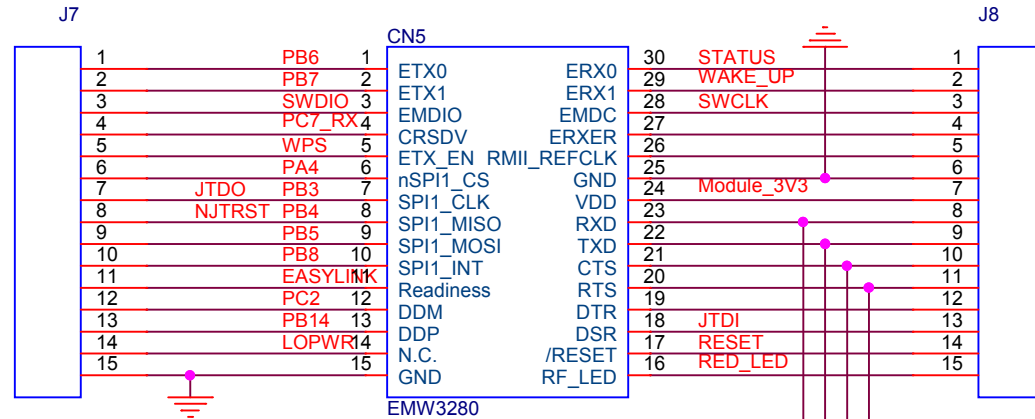 J7
J8
CN5
1 PB6 1 ETX0 ERX0 30 STATUS 1
2 PB7 2 ETX1 ERX1 29 WAKE_UP 2
3 SWDIO 3 EMDIO EMDC 28 SWCLK 3
4 PC7_RX 4 CRSDV ERXER 27 4
5 WPS 5 ETX_EN RMII_REFCLK 26 5
6 PA4 6 nSPI1_CS GND 25 6
7 JTDO PB3 7 SPI1_CLK VDD 24 Module_3V3 7
8 NJTRST PB4 8 SPI1_MISO RXD 23 8
9 PB5 9 SPI1_MOSI TXD 22 9
10 PB8 10 SPI1_INT CTS 21 10
11 EASYLINK 11 Readiness RTS 20 11
12 PC2 12 DDM DTR 19 12
13 PB14 13 DDP DSR 18 JTDI 13
14 LOPWR 14 N.C. /RESET 17 RESET 14
15 15 GND RF_LED 16 RED_LED 15
EMW3280